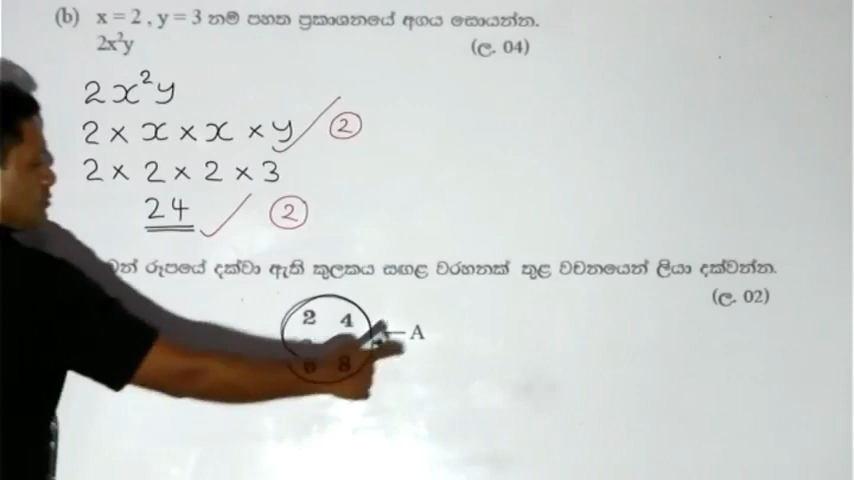 (b) x = 2 , y = 3 නම් පහත ප්‍රකාශනයේ අගය සොයන්න.
2x²y (ල. 04)
2x²y
2 × x × x × y ②
2 × 2 × 2 × 3
24 ②
රූපයේ දක්වා ඇති කුලකය සඟළ වරහනක් තුළ වචනයෙන් ලියා දක්වන්න.
(ල. 02)
2 4
A
6 8